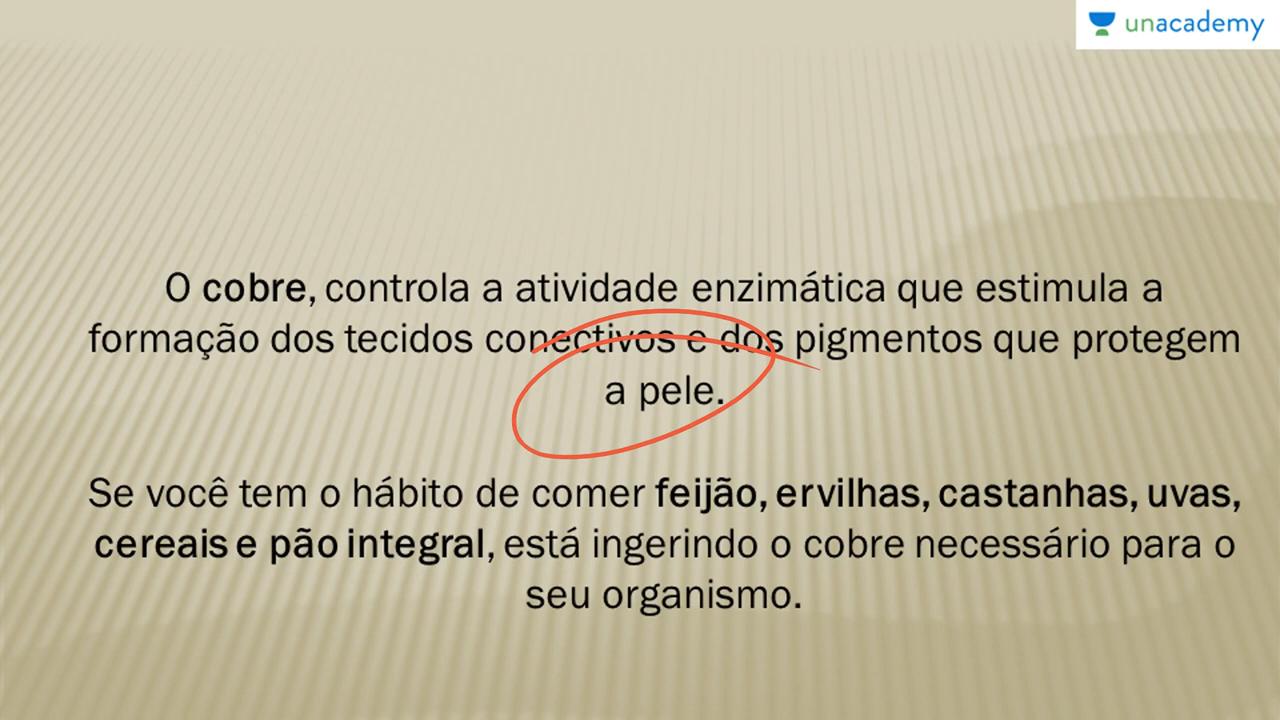 unacademy
O cobre, controla a atividade enzimática que estimula a
formação dos tecidos conectivos e dos pigmentos que protegem
a pele.
Se você tem o hábito de comer feijão, ervilhas, castanhas, uvas,
cereais e pão integral, está ingerindo o cobre necessário para o
seu organismo.